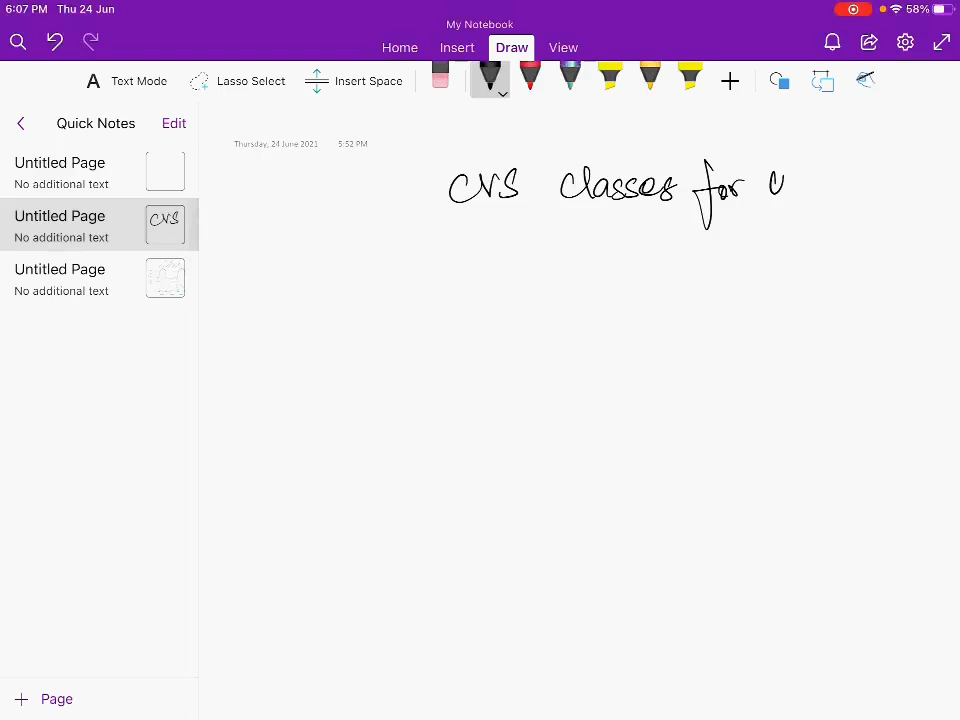 6:07 PM Thu 24 Jun
58%
My Notebook
Home Insert Draw View
Text Mode Lasso Select Insert Space
Quick Notes Edit
Thursday, 24 June 2021 5:52 PM
Untitled Page
No additional text
CNS classes for
Untitled Page
No additional text
CNS
Untitled Page
No additional text
Page